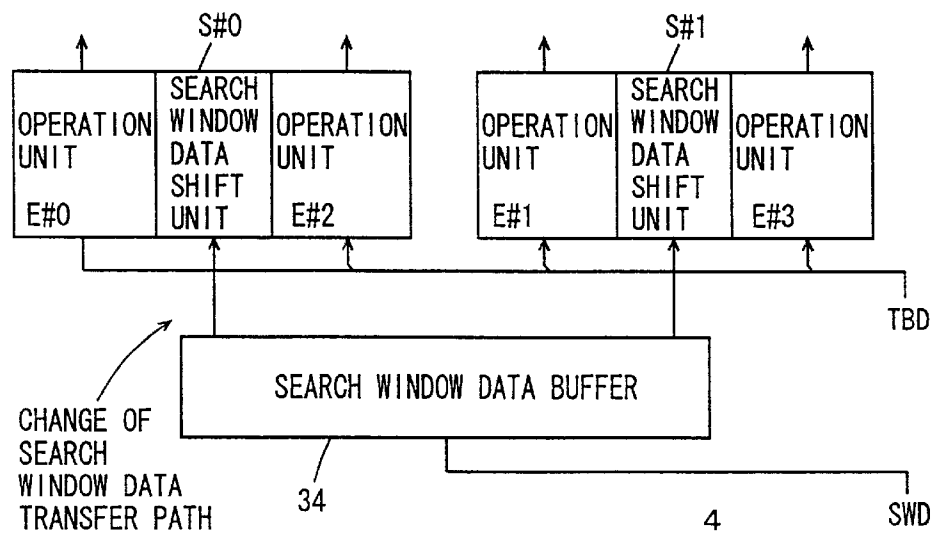 S#0
S#1
OPERATION
UNIT
E#0
SEARCH
WINDOW
DATA
SHIFT
UNIT
OPERATION
UNIT
E#2
OPERATION
UNIT
E#1
SEARCH
WINDOW
DATA
SHIFT
UNIT
OPERATION
UNIT
E#3
TBD
SEARCH WINDOW DATA BUFFER
CHANGE OF
SEARCH
WINDOW DATA
TRANSFER PATH
34
4
SWD